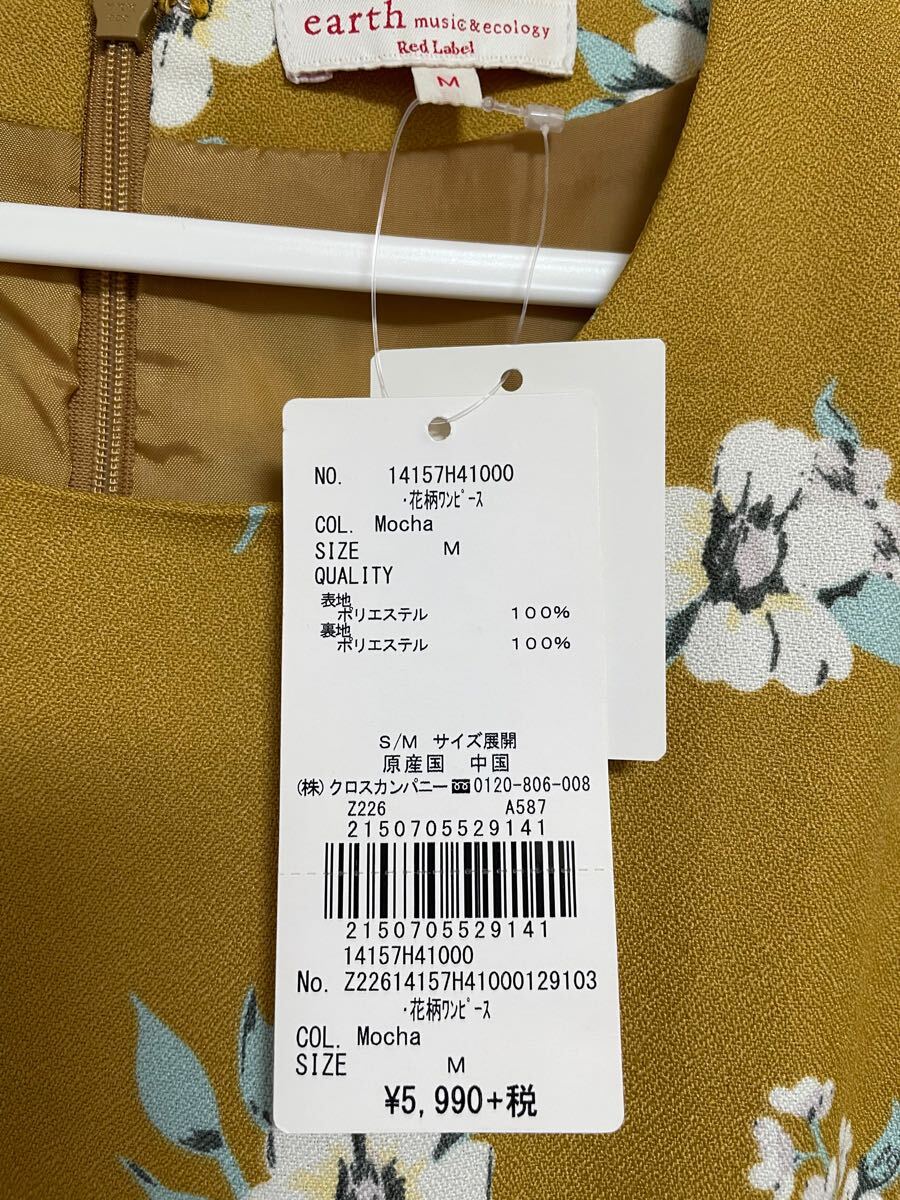 earth music&ecology
Red Label
M
NO. 14157H41000
･花柄ﾜﾝﾋﾟｰｽ
COL. Mocha
SIZE M
QUALITY
表地
ポリエステル 100%
裏地
ポリエステル 100%
S/M サイズ展開
原産国 中国
(株)クロスカンパニー 0120-806-008
Z226 A587
2150705529141
2150705529141
14157H41000
No. Z22614157H41000129103
･花柄ﾜﾝﾋﾟｰｽ
COL. Mocha
SIZE M
¥5,990+税